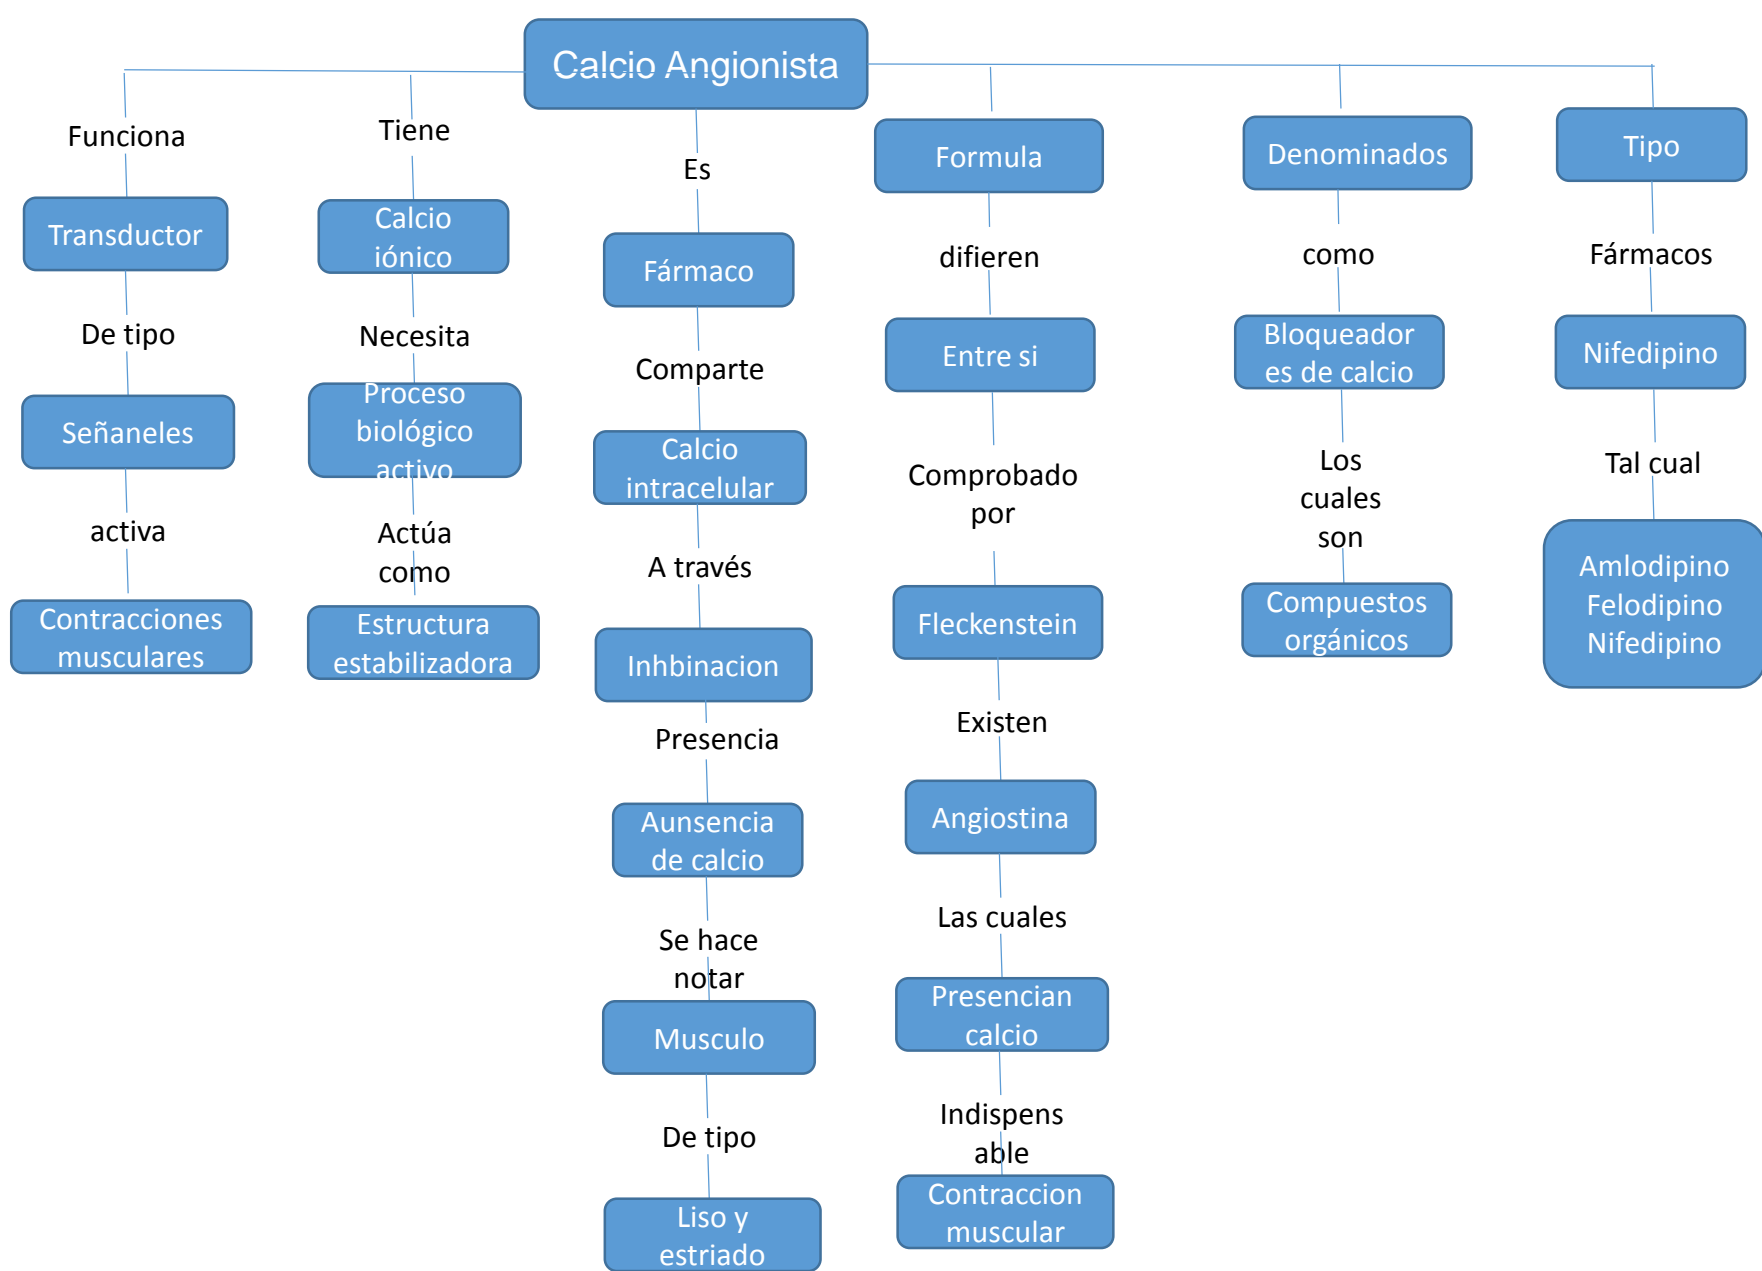 Calcio Angionista
Funciona
Transductor
De tipo
Señaneles
activa
Contracciones
musculares
Tiene
Calcio
iónico
Necesita
Proceso
biológico
activo
Actúa
como
Estructura
estabilizadora
Es
Fármaco
Comparte
Calcio
intracelular
A través
Inhbinacion
Presencia
Aunsencia
de calcio
Se hace
notar
Musculo
De tipo
Liso y
estriado
Formula
difieren
Entre si
Comprobado
por
Fleckenstein
Existen
Angiostina
Las cuales
Presencian
calcio
Indispens
able
Contraccion
muscular
Denominados
como
Bloqueador
es de calcio
Los
cuales
son
Compuestos
orgánicos
Tipo
Fármacos
Nifedipino
Tal cual
Amlodipino
Felodipino
Nifedipino